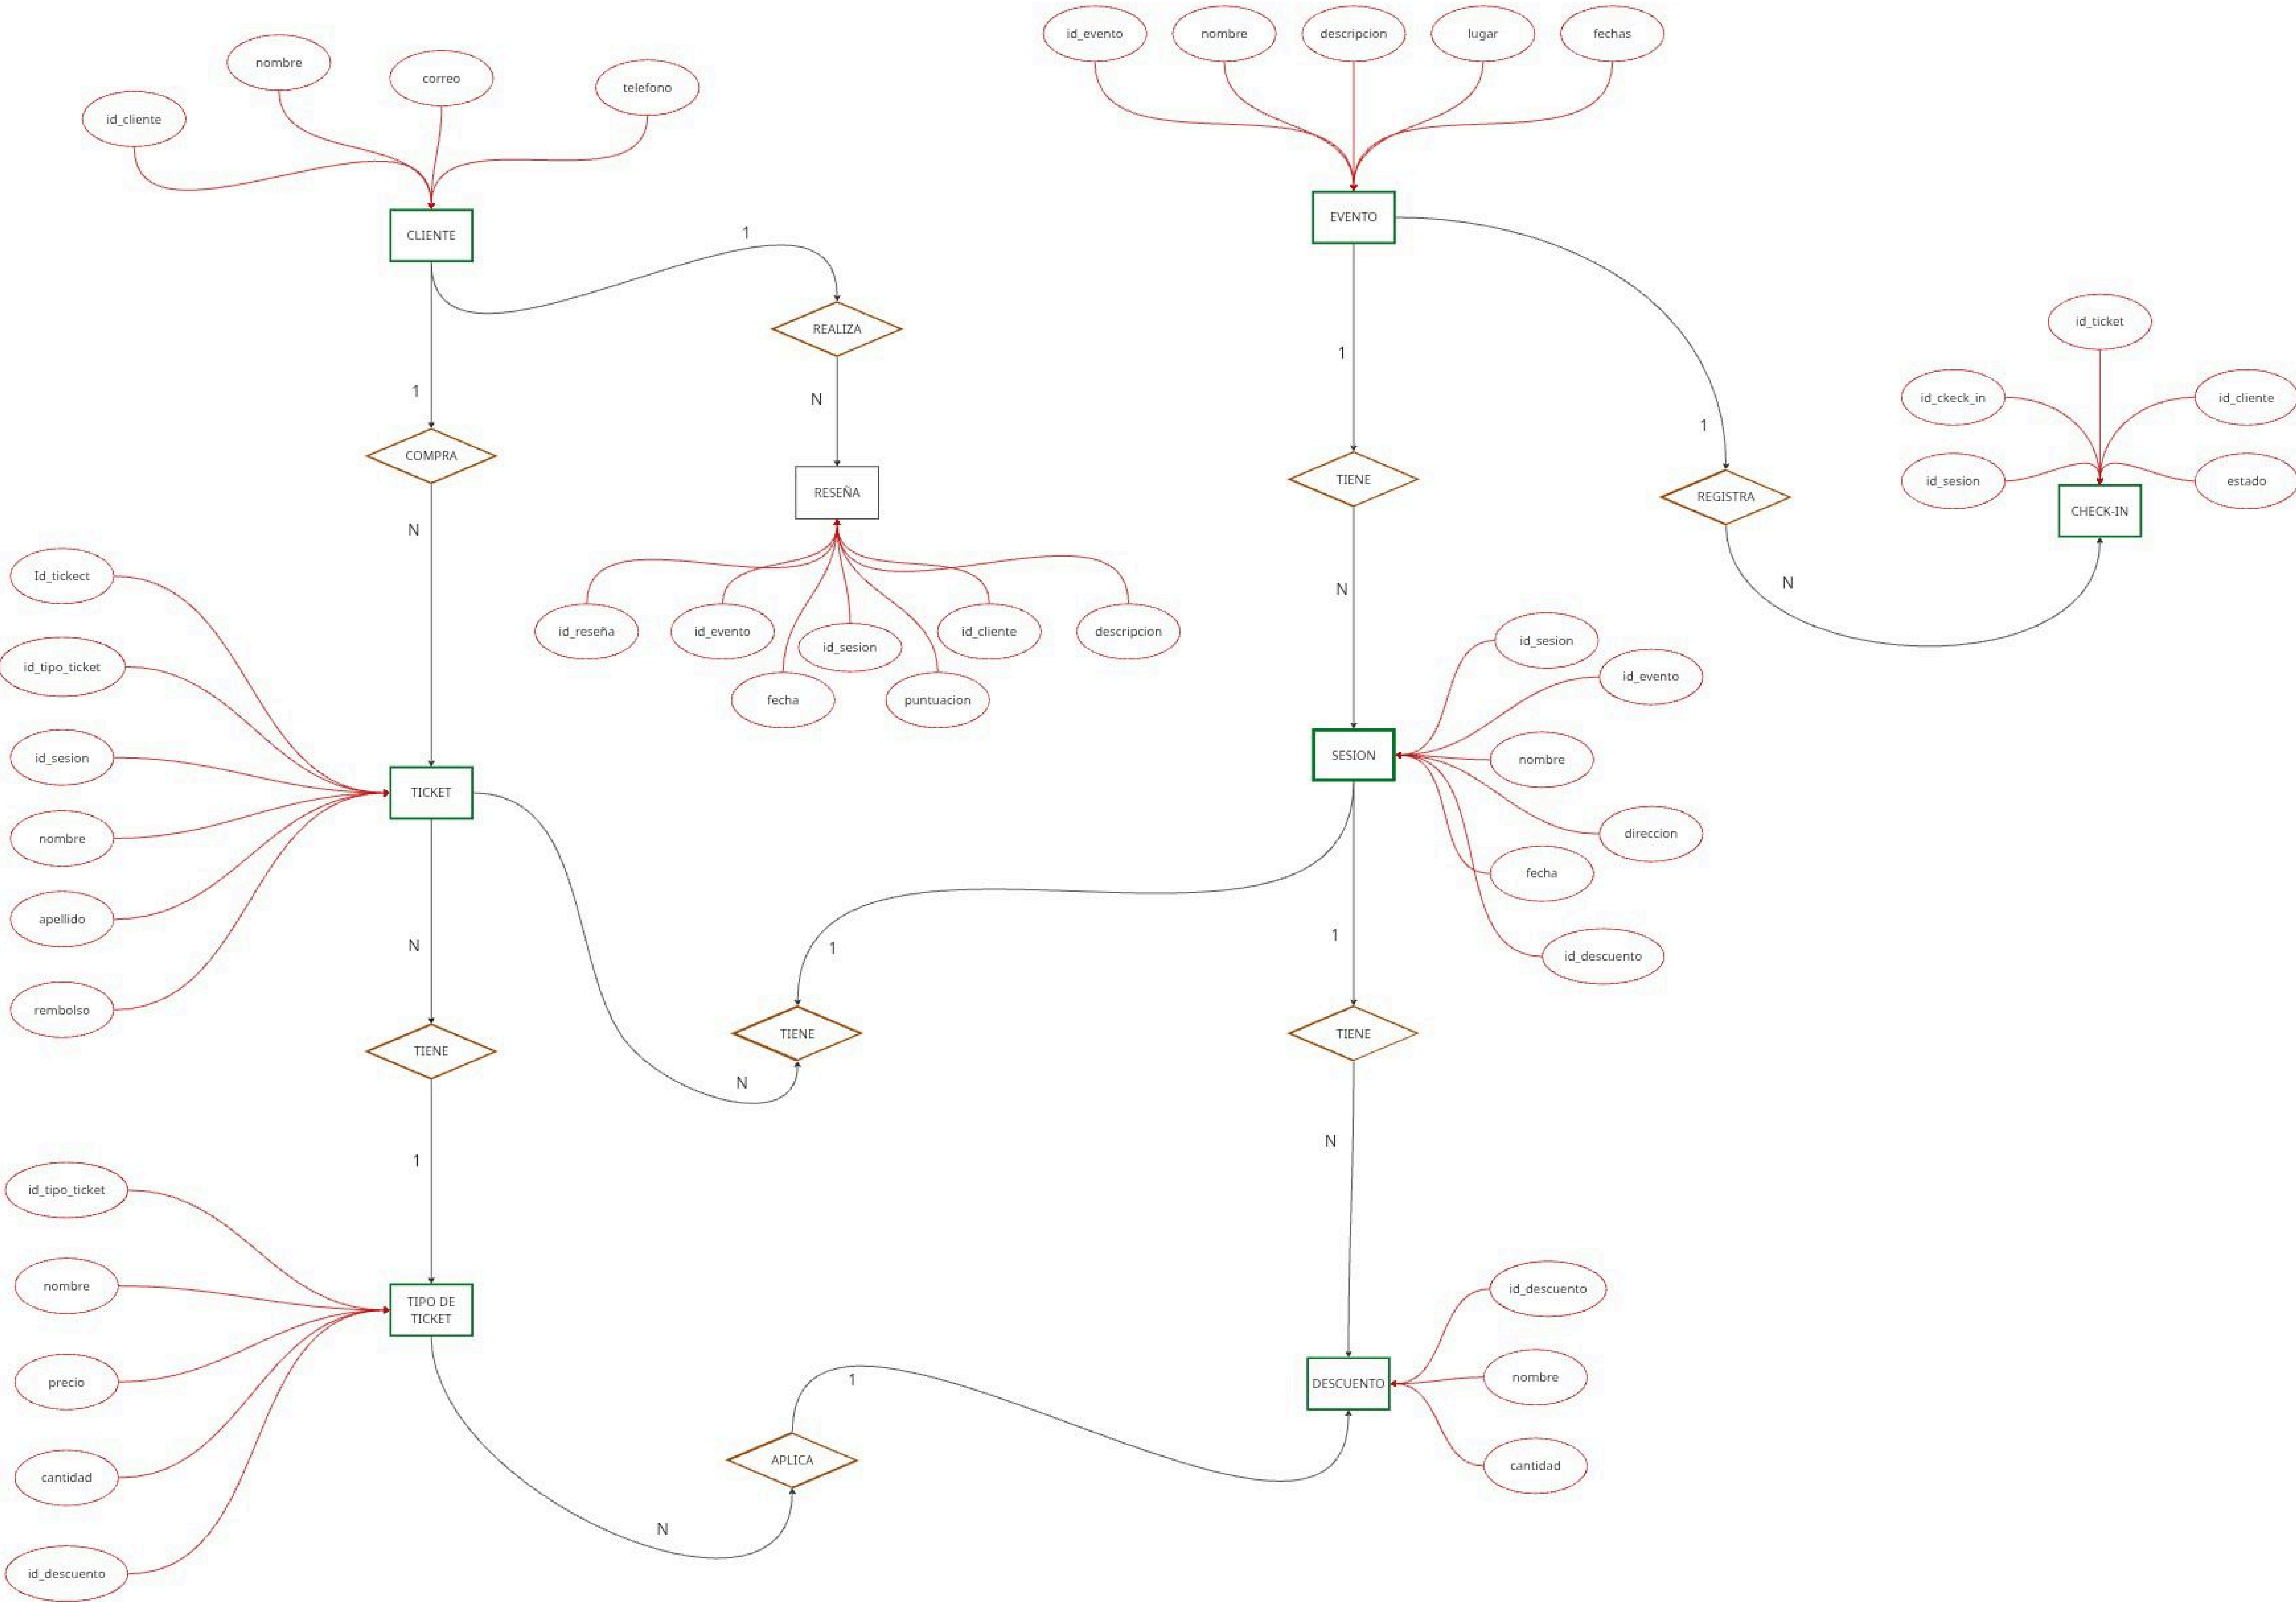 id_evento
nombre
descripcion
lugar
fechas
nombre
correo
telefono
id_cliente
EVENTO
CLIENTE
1
REALIZA
1
1
N
COMPRA
RESEÑA
N
TIENE
1
REGISTRA
N
N
id_ticket
id_ckeck_in
id_cliente
id_sesion
estado
CHECK-IN
id_reseña
id_evento
id_sesion
id_cliente
descripcion
fecha
puntuacion
Id_tickect
id_tipo_ticket
id_sesion
nombre
apellido
rembolso
TICKET
SESION
id_sesion
id_evento
nombre
direccion
fecha
id_descuento
N
1
1
TIENE
TIENE
TIENE
N
1
N
id_tipo_ticket
nombre
precio
cantidad
id_descuento
TIPO DE
TICKET
1
APLICA
N
DESCUENTO
id_descuento
nombre
cantidad